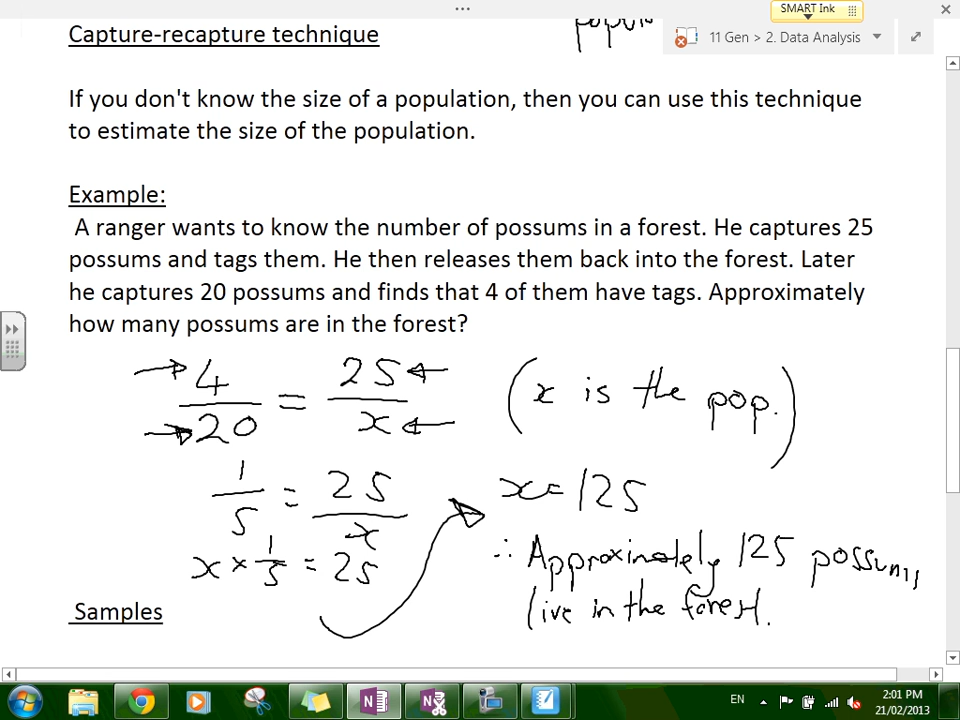 SMART Ink
Capture-recapture technique
11 Gen > 2. Data Analysis
If you don't know the size of a population, then you can use this technique
to estimate the size of the population.
Example:
A ranger wants to know the number of possums in a forest. He captures 25
possums and tags them. He then releases them back into the forest. Later
he captures 20 possums and finds that 4 of them have tags. Approximately
how many possums are in the forest?
→ 4/→ 20 = 25 ←/x ← (x is the pop.)
1/5 = 25/x
x = 125
x × 1/5 = 25
∴ Approximately 125 possums
live in the forest.
Samples
EN
2:01 PM
21/02/2013